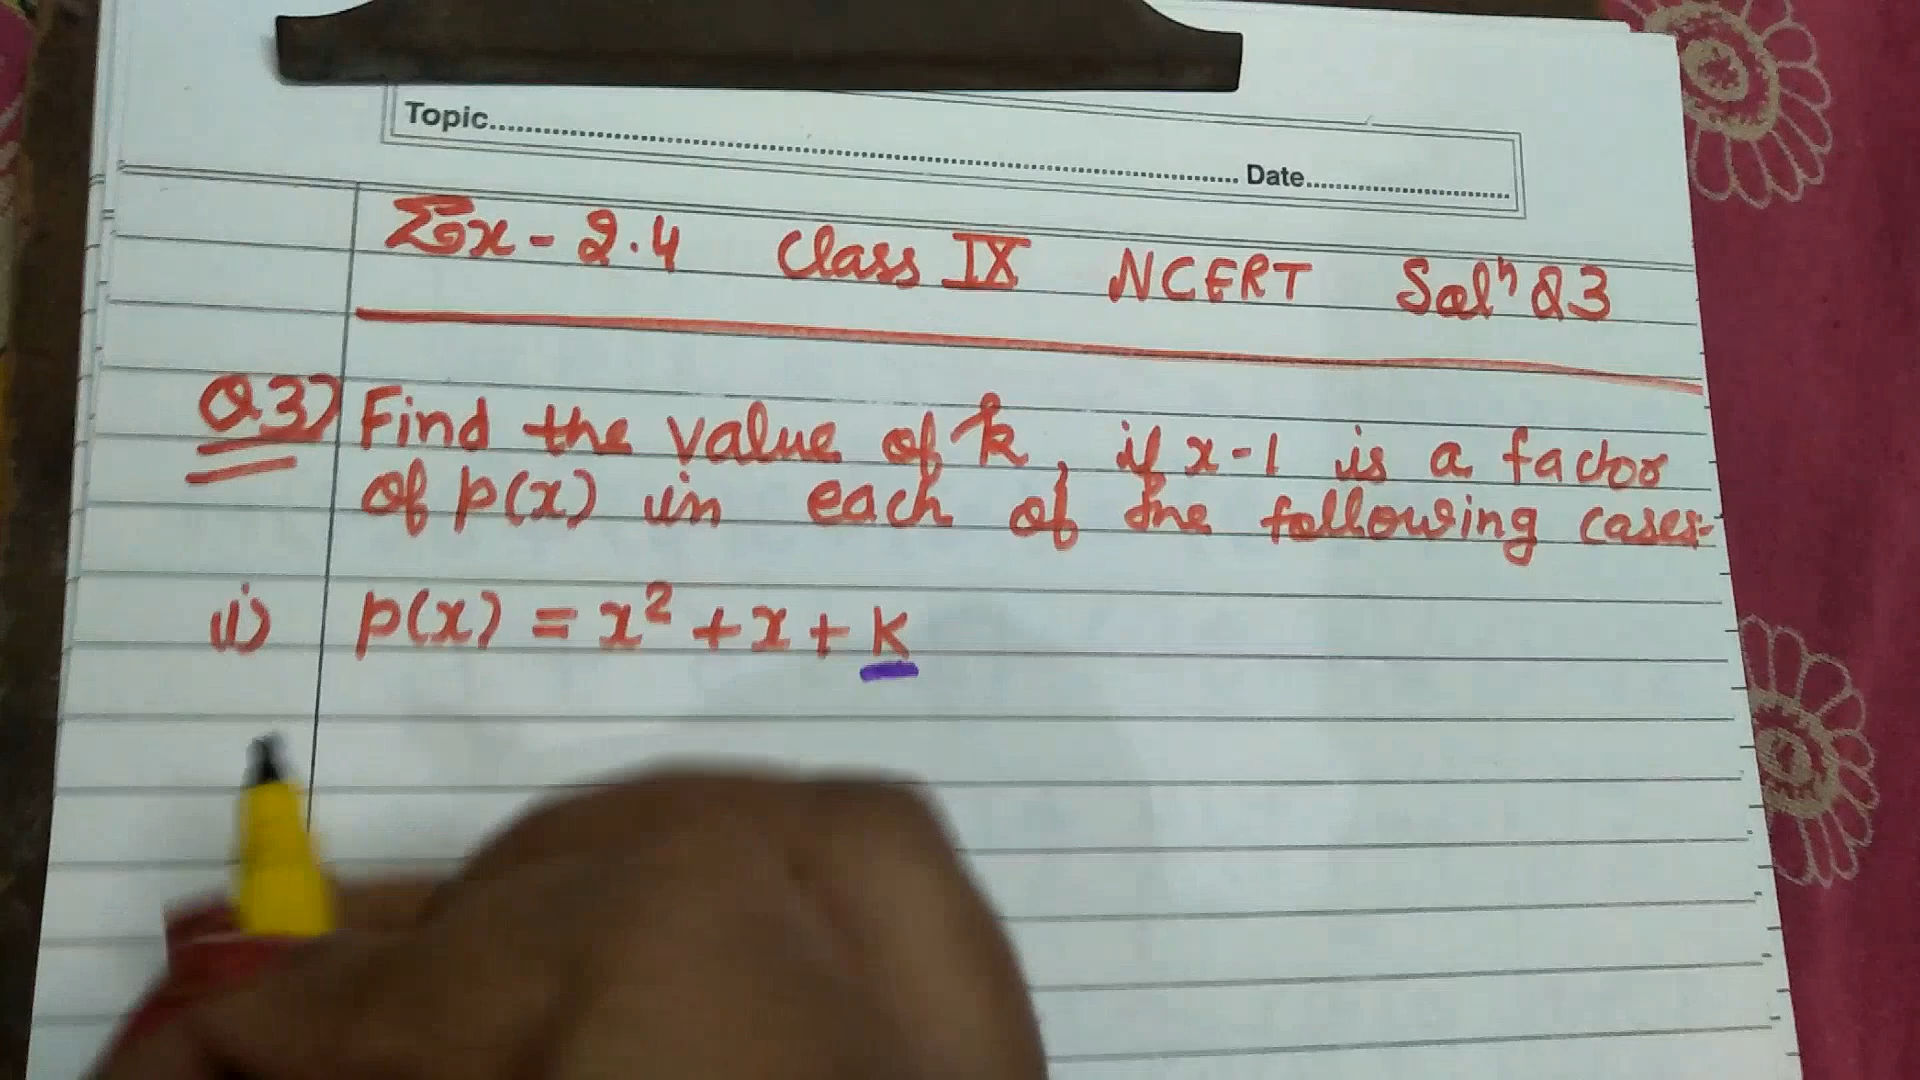 Topic.......... Date..........
Ex - 2.4 Class IX NCERT Solⁿ Q3
Q3) Find the value of k, if x-1 is a factor
of p(x) in each of the following cases-
i) p(x) = x² + x + K